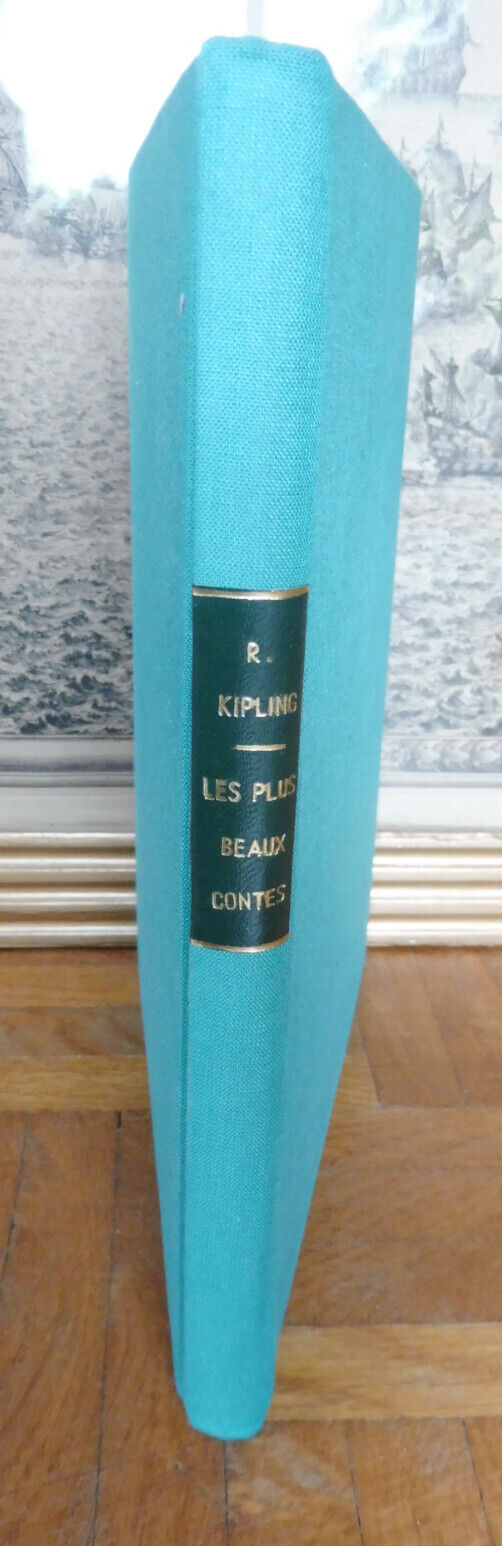 R.
KIPLING
LES PLUS
BEAUX
CONTES